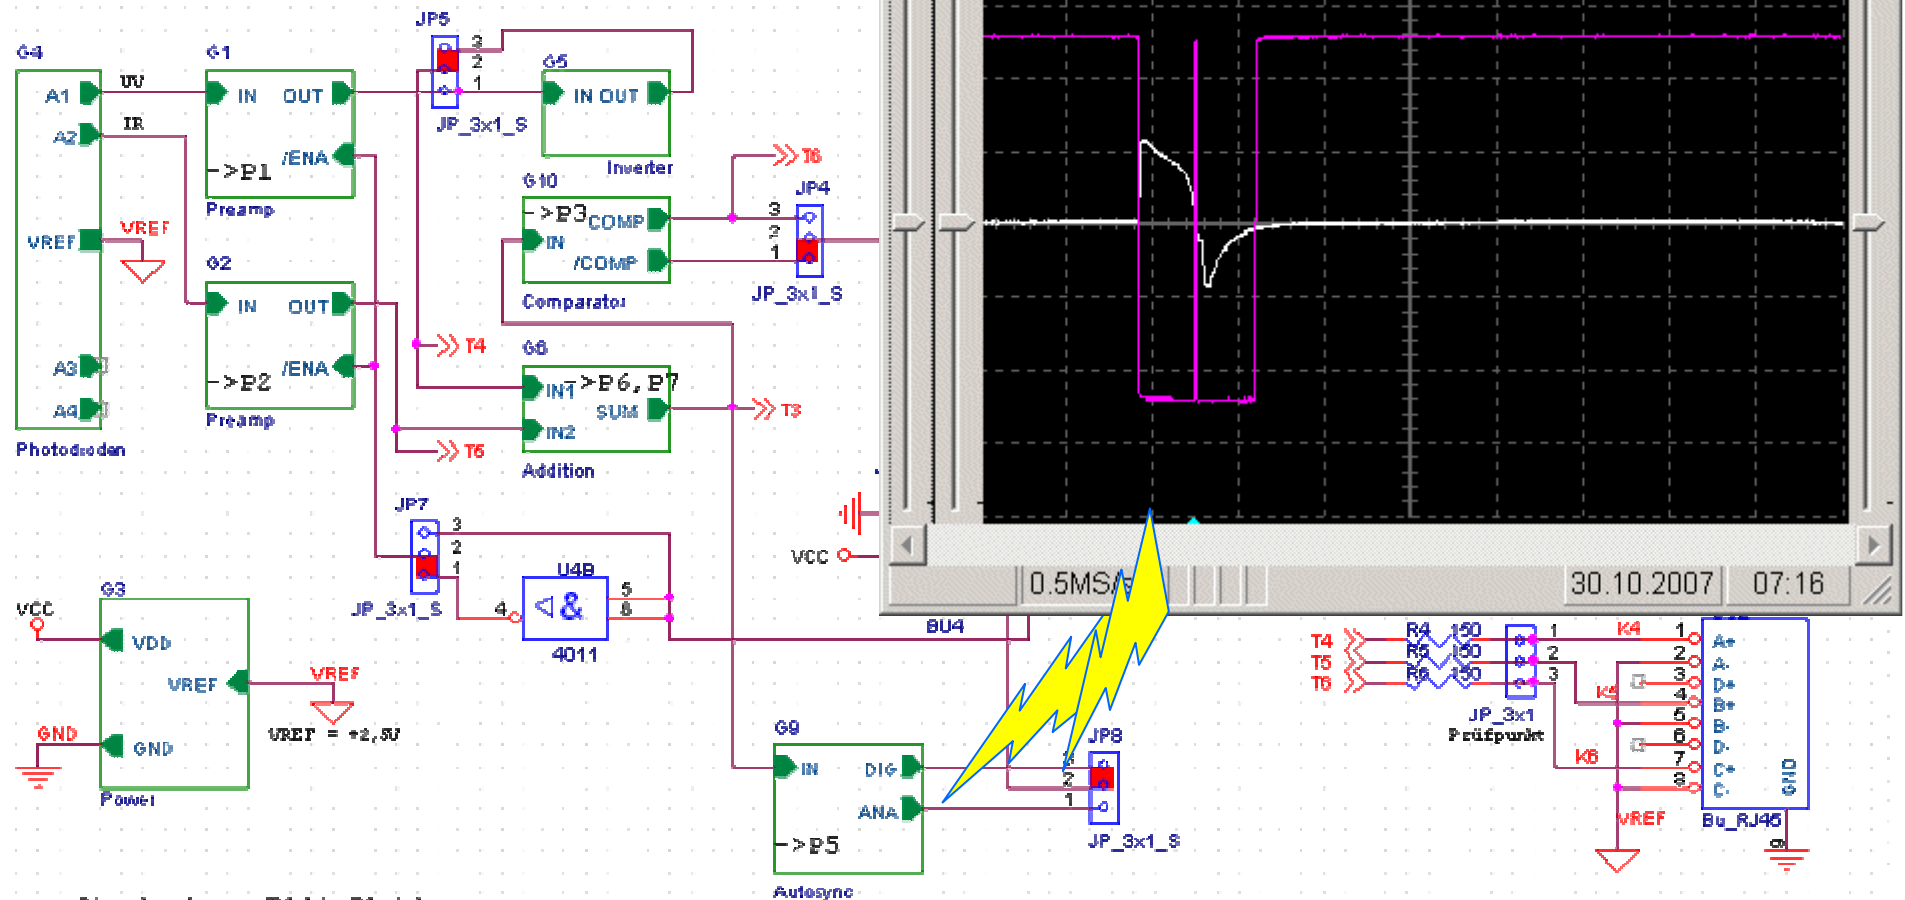 JP5
G4
G1
3
2
G5
UV
1
A1
IN
OUT
IN OUT
IR
JP_3x1_S
A2
/ENA
T6
->P1
Inverter
G10
JP4
Preamp
->P3
COMP
3
VREF
VREF
IN
2
G2
/COMP
1
JP_3x1_S
IN
OUT
Comparator
T4
G6
A3
/ENA
->P2
IN1
->P6, P7
A4
SUM
T3
Preamp
IN2
Photodioden
T5
Addition
JP7
3
2
1
VCC
U4B
0.5MS/s
30.10.2007
07:16
G3
5
VCC
JP_3x1_S
4
&
6
BU4
VDD
4011
T4
R4
150
1
K4
1
A+
T5
R5
150
2
2
A-
T6
R6
150
3
3
D+
VREF
VREF
K5
4
B+
JP_3x1
5
B-
GND
VREF = +2,5V
Prüfpunkt
6
D-
GND
G9
JP8
K6
7
C+
8
C-
GND
IN
DIG
3
2
Power
ANA
1
VREF
Bu_RJ45
->P5
JP_3x1_S
9
Autosync